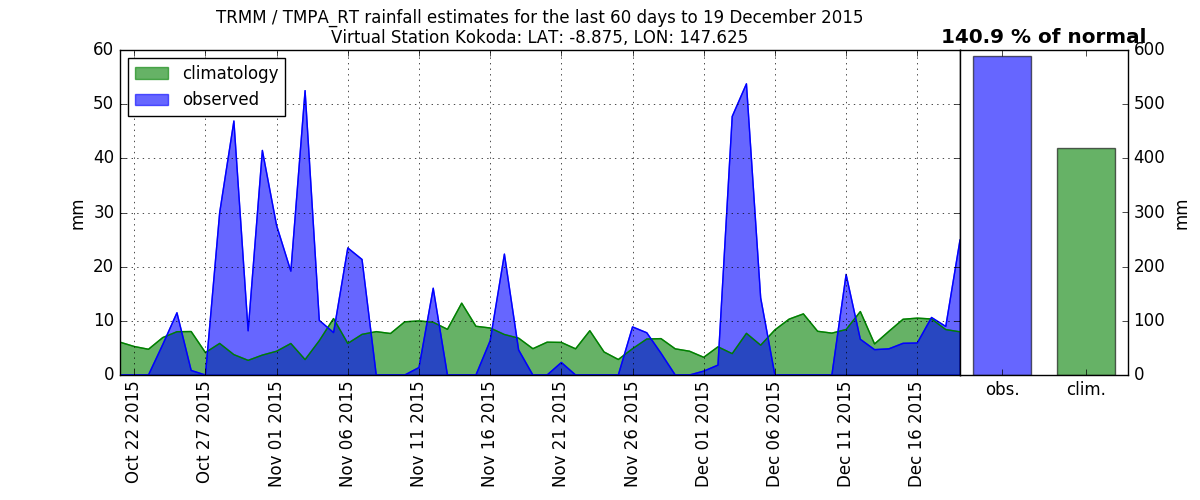 TRMM / TMPA_RT rainfall estimates for the last 60 days to 19 December 2015
Virtual Station Kokoda: LAT: -8.875, LON: 147.625
140.9 % of normal
climatology
observed
mm
60
50
40
30
20
10
0
Oct 22 2015
Oct 27 2015
Nov 01 2015
Nov 06 2015
Nov 11 2015
Nov 16 2015
Nov 21 2015
Nov 26 2015
Dec 01 2015
Dec 06 2015
Dec 11 2015
Dec 16 2015
600
500
400
300
200
100
0
mm
obs.
clim.